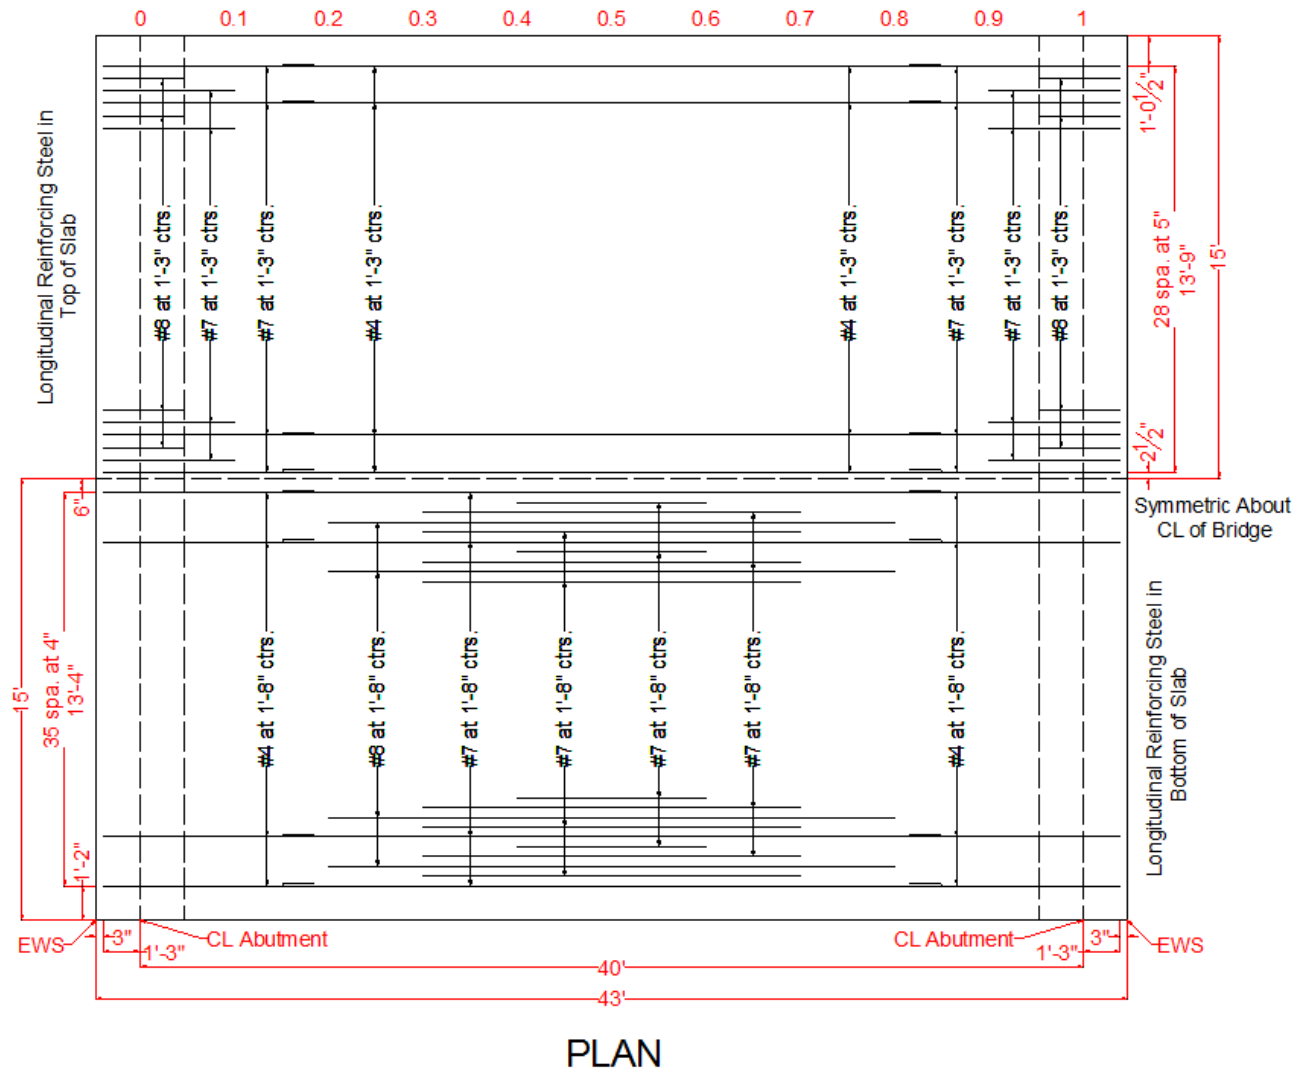 0 0.1 0.2 0.3 0.4 0.5 0.6 0.7 0.8 0.9 1
Longitudinal Reinforcing Steel in
Top of Slab
#8 at 1'-3" ctrs.
#7 at 1'-3" ctrs.
#7 at 1'-3" ctrs.
#4 at 1'-3" ctrs.
#4 at 1'-3" ctrs.
#7 at 1'-3" ctrs.
#7 at 1'-3" ctrs.
#8 at 1'-3" ctrs.
1'-0½"
28 spa. at 5"
13'-9"
15'
2½"
Symmetric About
CL of Bridge
6"
15'
35 spa. at 4"
13'-4"
1'-2"
#4 at 1'-8" ctrs.
#8 at 1'-8" ctrs.
#7 at 1'-8" ctrs.
#7 at 1'-8" ctrs.
#7 at 1'-8" ctrs.
#7 at 1'-8" ctrs.
#4 at 1'-8" ctrs.
Longitudinal Reinforcing Steel in
Bottom of Slab
EWS 3" CL Abutment CL Abutment 3" EWS
1'-3" 1'-3"
40'
43'
PLAN